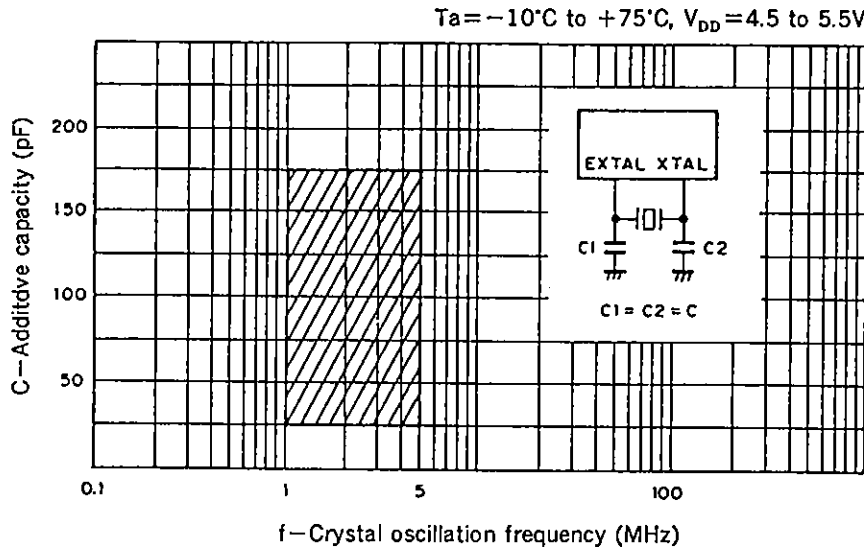 Ta=−10°C to +75°C, VDD=4.5 to 5.5V
C−Additdve capacity (pF)
200
150
100
50
0.1
1
5
100
f−Crystal oscillation frequency (MHz)
EXTAL XTAL
C1
C2
C1 = C2 = C